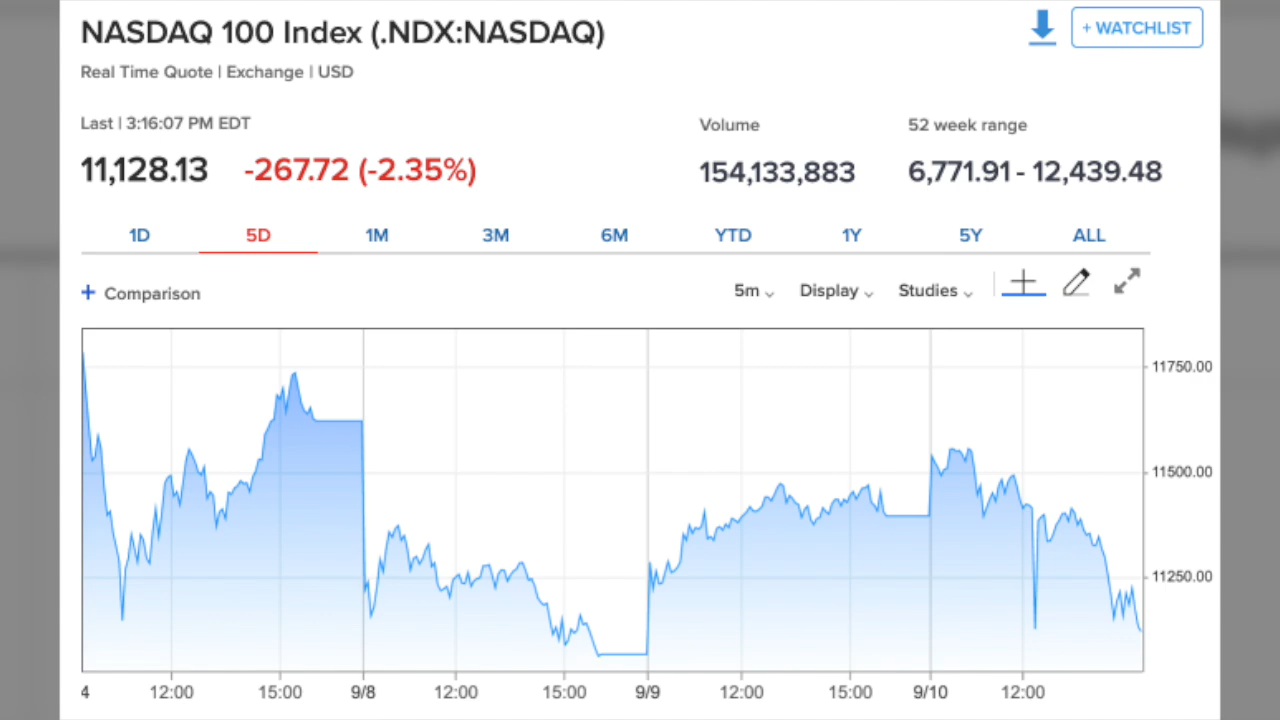 NASDAQ 100 Index (.NDX:NASDAQ)
+ WATCHLIST
Real Time Quote | Exchange | USD
Last | 3:16:07 PM EDT
Volume
52 week range
11,128.13 -267.72 (-2.35%)
154,133,883
6,771.91 - 12,439.48
1D 5D 1M 3M 6M YTD 1Y 5Y ALL
+ Comparison
5m Display Studies
11750.00
11500.00
11250.00
4 12:00 15:00 9/8 12:00 15:00 9/9 12:00 15:00 9/10 12:00